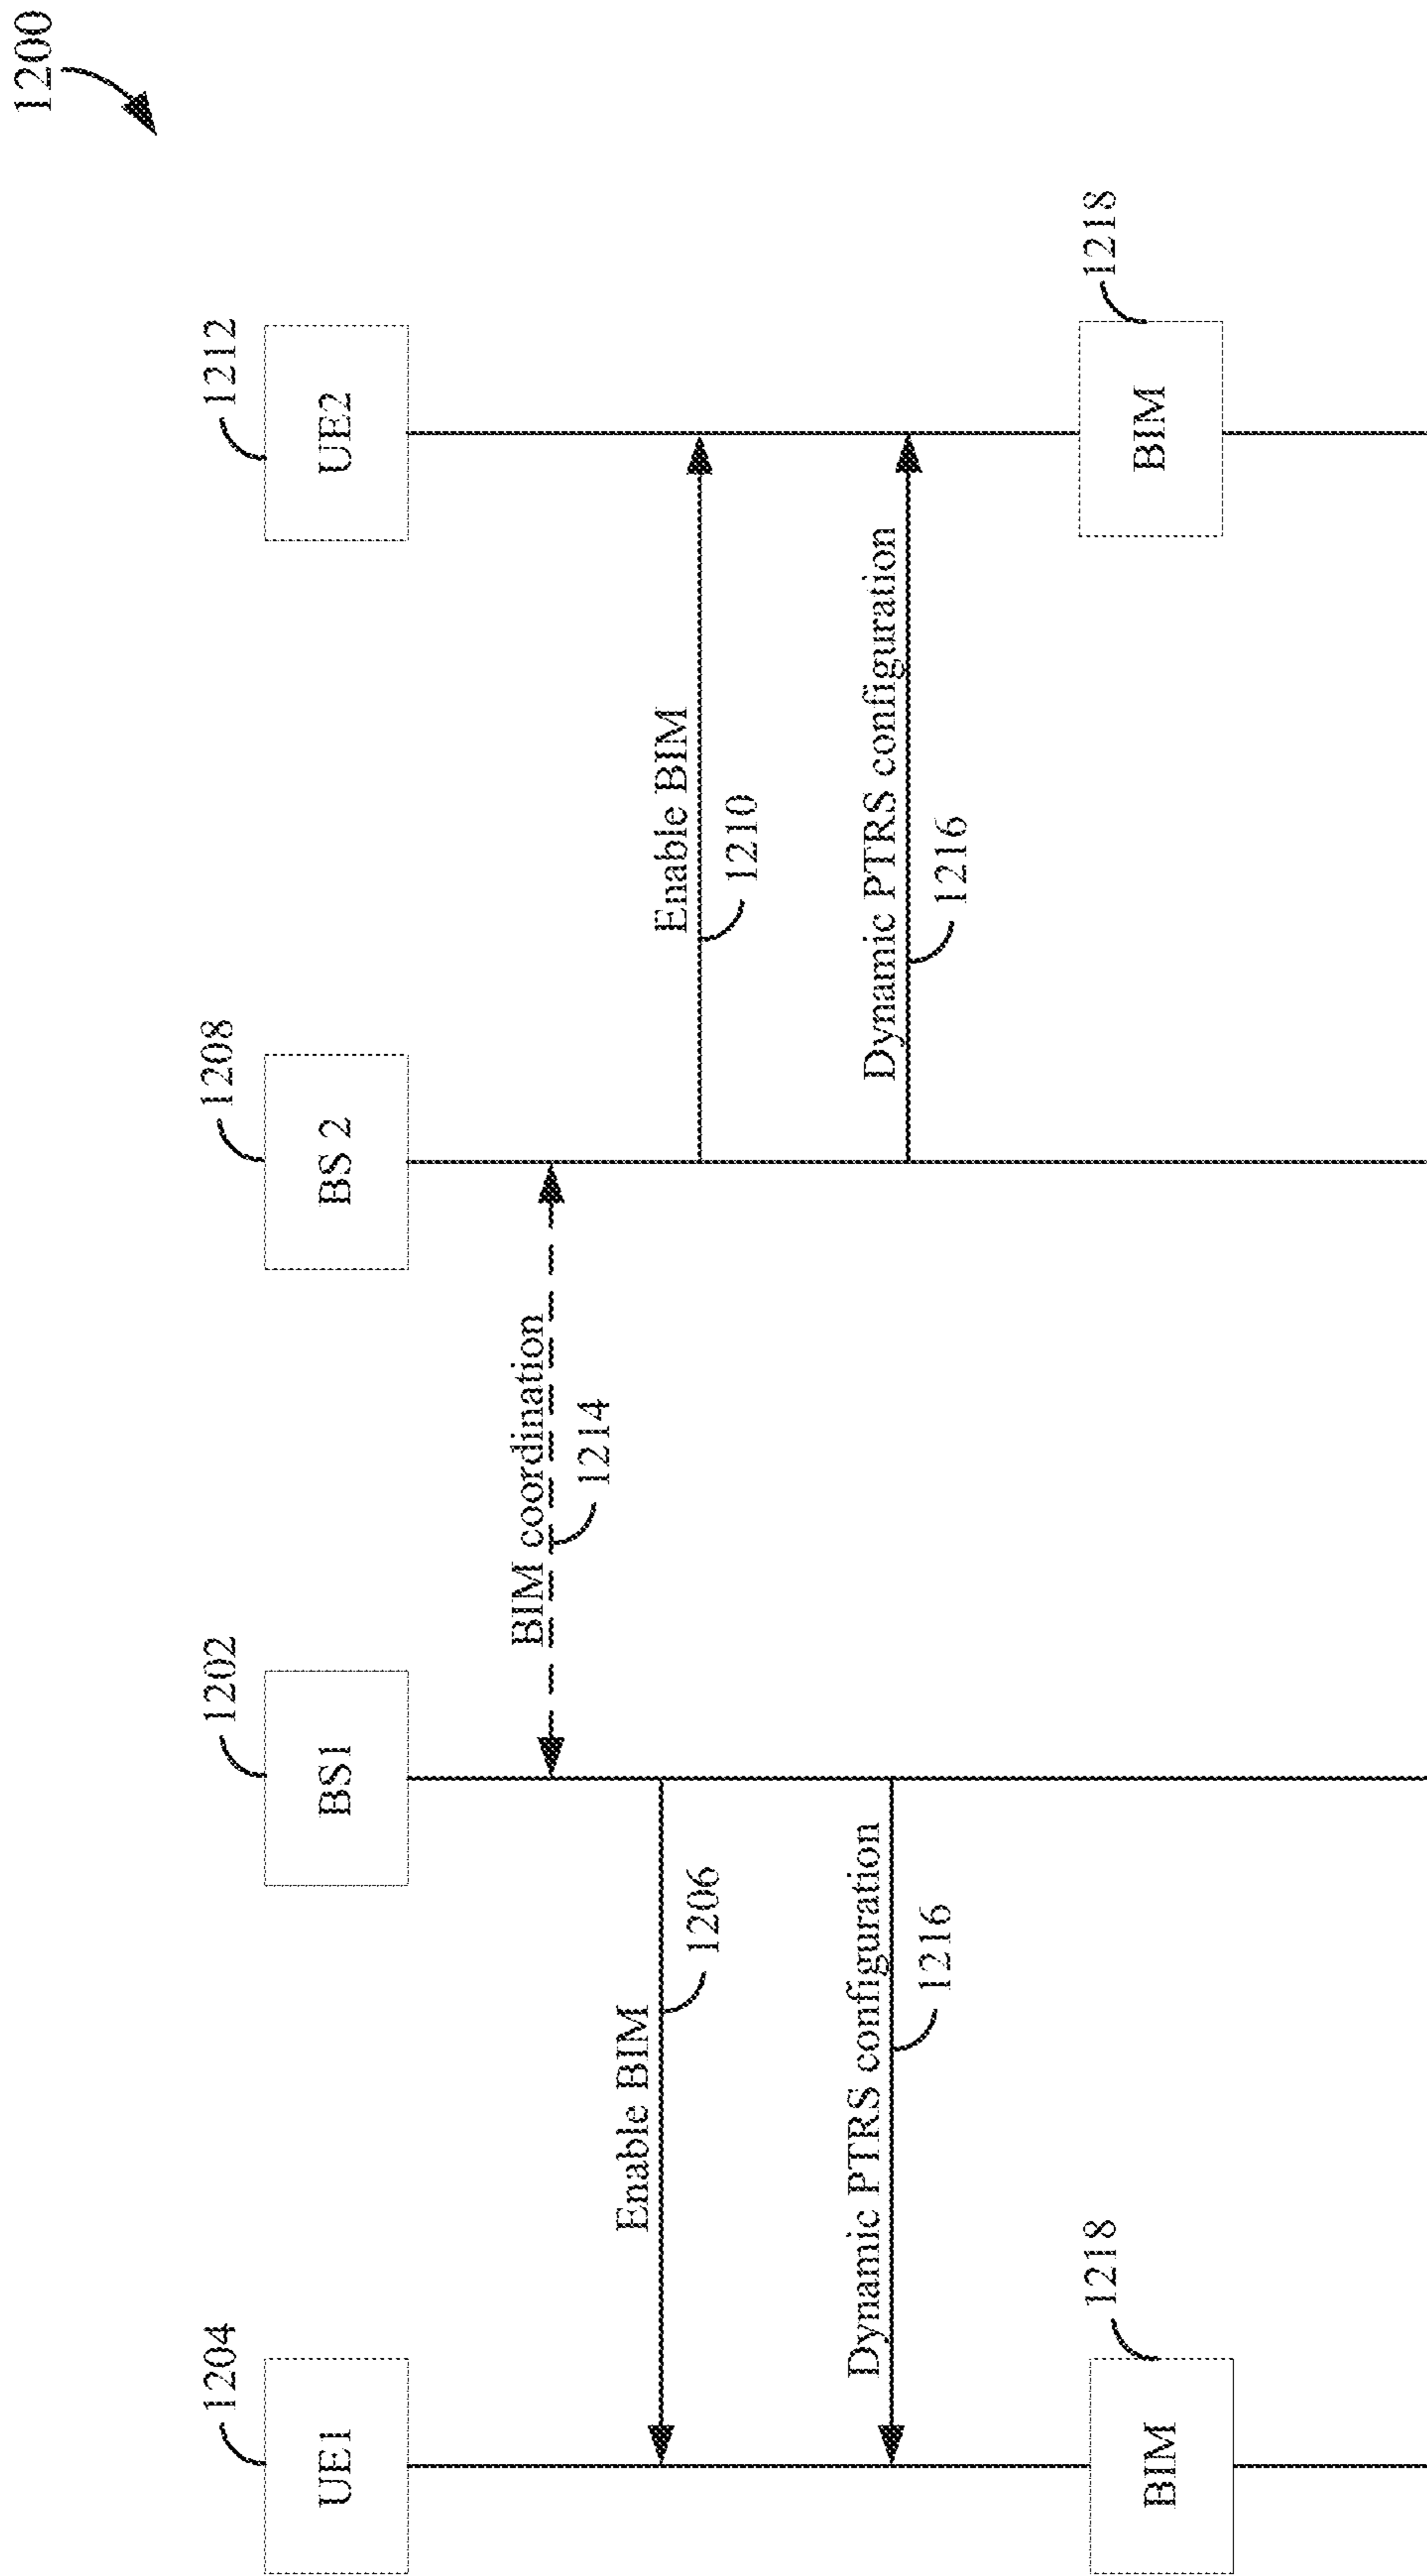 1200
1204
1202
1208
1212
UE1
BS1
BS 2
UE2
BIM coordination
1214
Enable BIM
1206
Enable BIM
1210
Dynamic PTRS configuration
1216
Dynamic PTRS configuration
1216
1218
BIM
1218
BIM